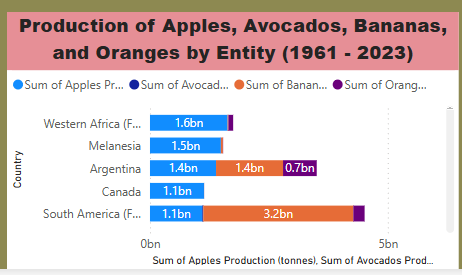 Production of Apples, Avocados, Bananas,
and Oranges by Entity (1961 - 2023)
Sum of Apples Pr... Sum of Avocad... Sum of Banan... Sum of Orang...
Country
Western Africa (F... 1.6bn
Melanesia 1.5bn
Argentina 1.4bn 1.4bn 0.7bn
Canada 1.1bn
South America (F... 1.1bn 3.2bn
0bn 5bn
Sum of Apples Production (tonnes), Sum of Avocados Prod...